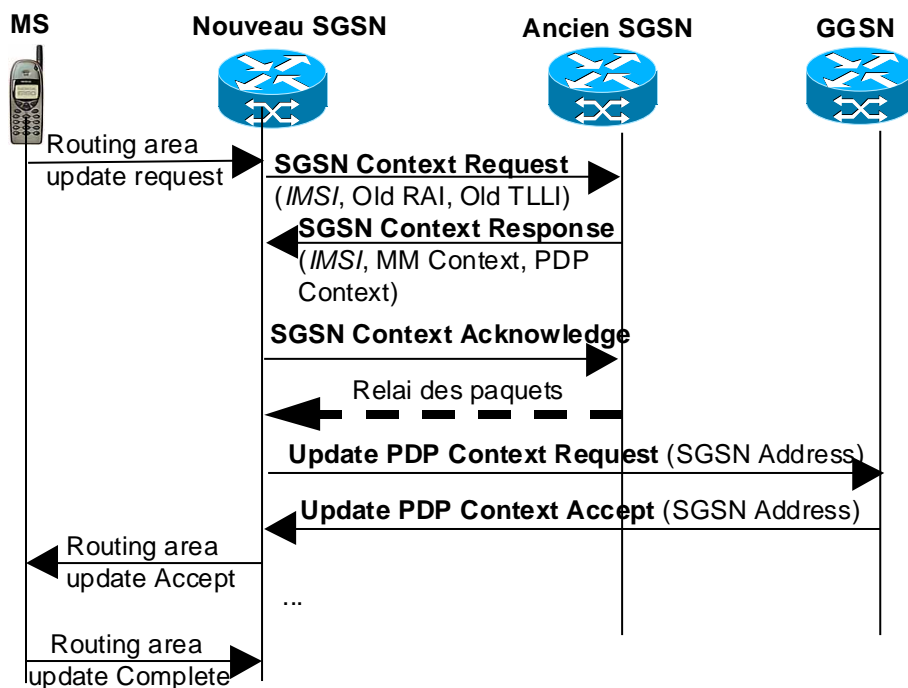 MS
Nouveau SGSN
Ancien SGSN
GGSN
Routing area
update request
SGSN Context Request
(IMSI, Old RAI, Old TLLI)
SGSN Context Response
(IMSI, MM Context, PDP
Context)
SGSN Context Acknowledge
Relai des paquets
Update PDP Context Request (SGSN Address)
Update PDP Context Accept (SGSN Address)
Routing area
update Accept
...
Routing area
update Complete